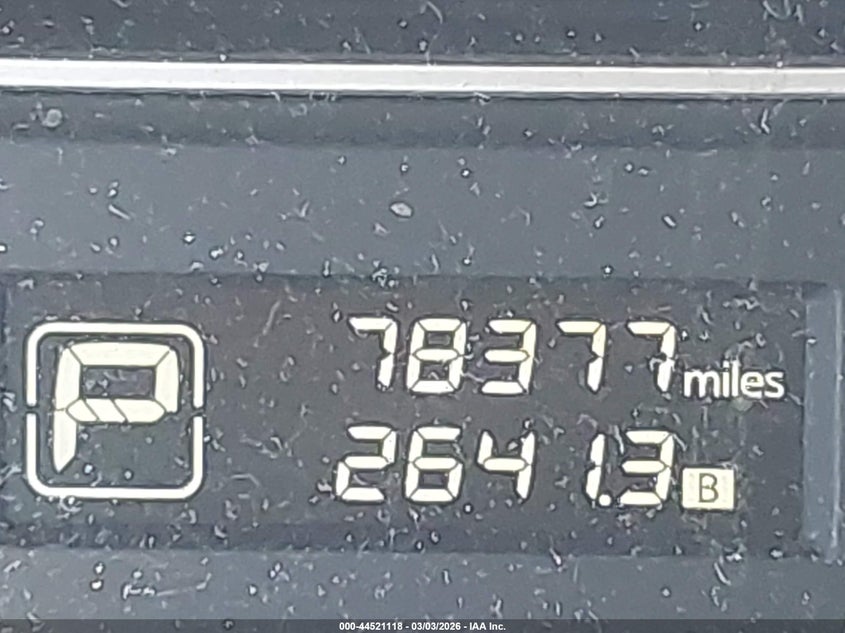 P
78377 miles
2641.3 B
000-44521118 - 03/03/2026 - IAA Inc.